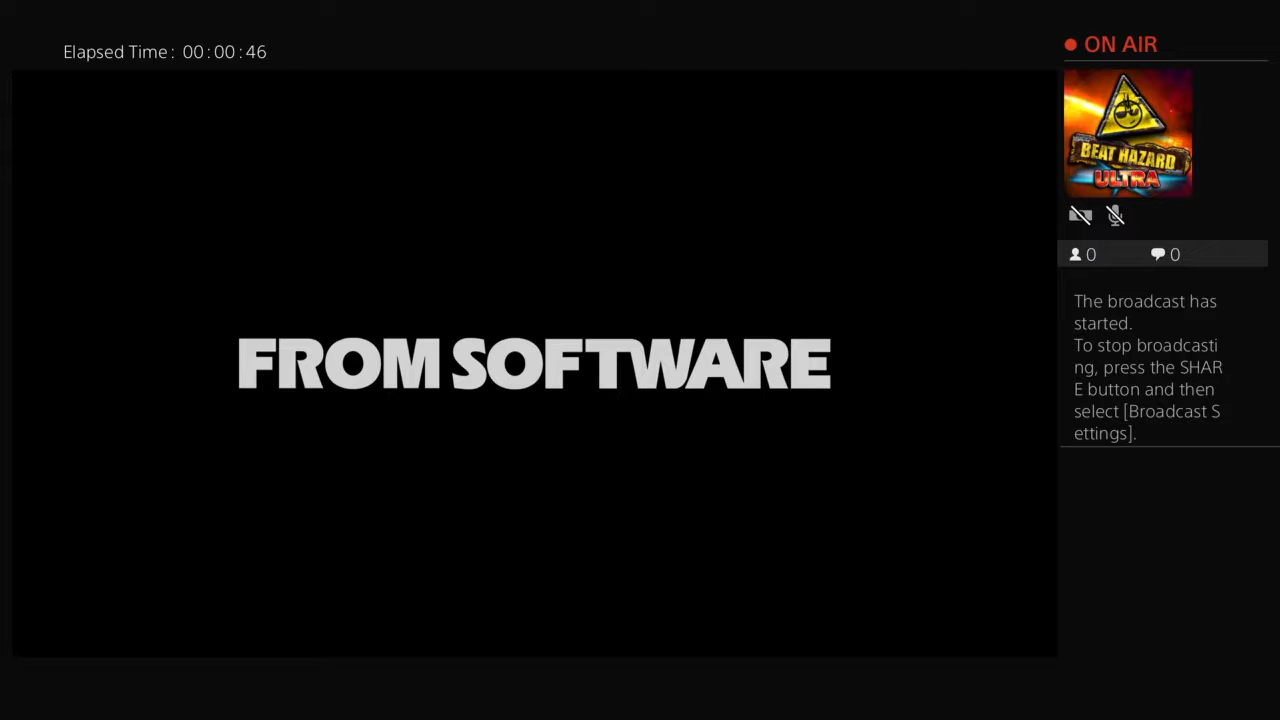 Elapsed Time: 00:00:46
ON AIR
BEAT HAZARD
ULTRA
0 0
FROM SOFTWARE
The broadcast has
started.
To stop broadcasti
ng, press the SHAR
E button and then
select [Broadcast S
ettings].